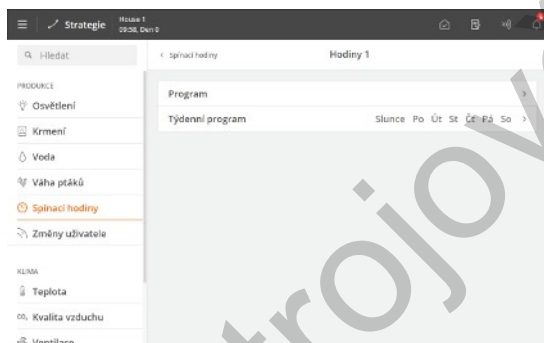 Strategie
House 1
09:58, Den 0
Hledat
Spínací hodiny
Hodiny 1
PRODUKCE
Osvětlení
Krmení
Voda
Váha ptáků
Spínací hodiny
Změny uživatele
KLIMA
Teplota
Kvalita vzduchu
Ventilace
Program
Týdenní program
Slunce Po Út St Čt Pá So